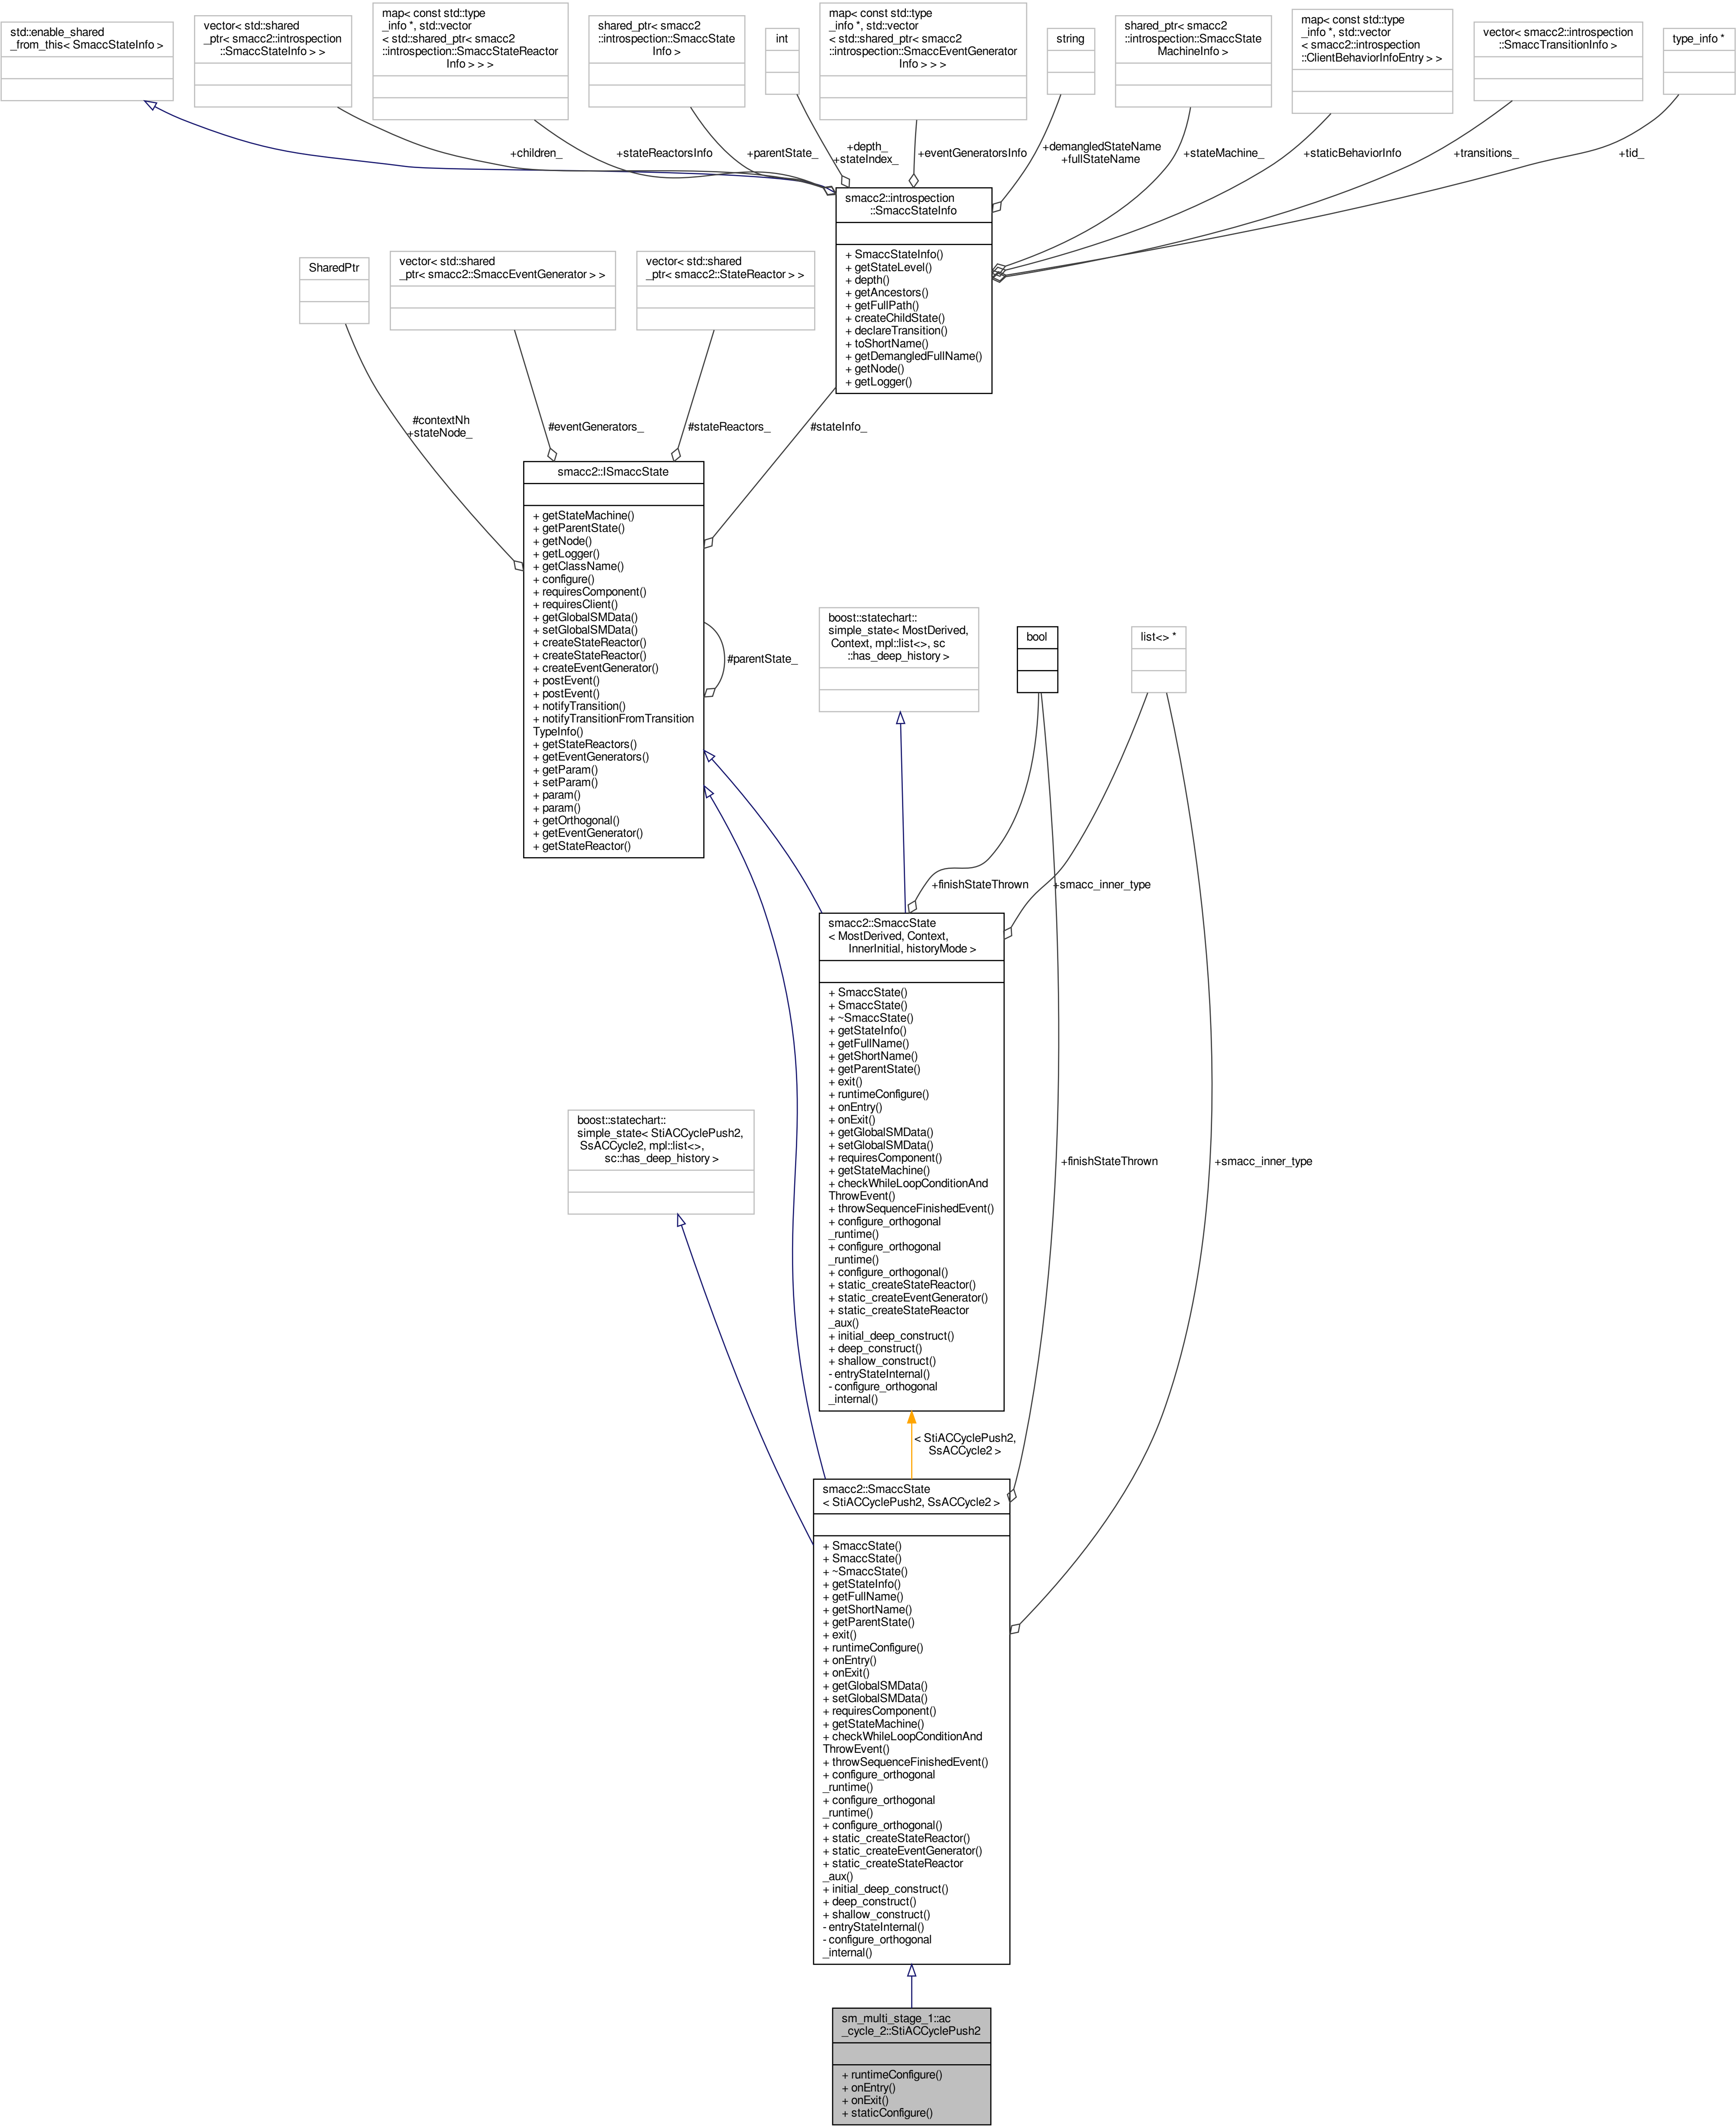 std::enable_shared
_from_this< SmaccStateInfo >
vector< std::shared
_ptr< smacc2::introspection
::SmaccStateInfo > >
map< const std::type
_info *, std::vector
< std::shared_ptr< smacc2
::introspection::SmaccStateReactor
Info > > >
shared_ptr< smacc2
::introspection::SmaccState
Info >
int
map< const std::type
_info *, std::vector
< std::shared_ptr< smacc2
::introspection::SmaccEventGenerator
Info > > >
string
shared_ptr< smacc2
::introspection::SmaccState
MachineInfo >
map< const std::type
_info *, std::vector
< smacc2::introspection
::ClientBehaviorInfoEntry > >
vector< smacc2::introspection
::SmaccTransitionInfo >
type_info *
+children_
+stateReactorsInfo
+parentState_
+depth_
+stateIndex_
+eventGeneratorsInfo
+demangledStateName
+fullStateName
+stateMachine_
+staticBehaviorInfo
+transitions_
+tid_
smacc2::introspection
::SmaccStateInfo
+ SmaccStateInfo()
+ getStateLevel()
+ depth()
+ getAncestors()
+ getFullPath()
+ createChildState()
+ declareTransition()
+ toShortName()
+ getDemangledFullName()
+ getNode()
+ getLogger()
SharedPtr
vector< std::shared
_ptr< smacc2::SmaccEventGenerator > >
vector< std::shared
_ptr< smacc2::StateReactor > >
#contextNh
+stateNode_
#eventGenerators_
#stateReactors_
#stateInfo_
smacc2::ISmaccState
+ getStateMachine()
+ getParentState()
+ getNode()
+ getLogger()
+ getClassName()
+ configure()
+ requiresComponent()
+ requiresClient()
+ getGlobalSMData()
+ setGlobalSMData()
+ createStateReactor()
+ createStateReactor()
+ createEventGenerator()
+ postEvent()
+ postEvent()
+ notifyTransition()
+ notifyTransitionFromTransition
TypeInfo()
+ getStateReactors()
+ getEventGenerators()
+ getParam()
+ setParam()
+ param()
+ param()
+ getOrthogonal()
+ getEventGenerator()
+ getStateReactor()
#parentState_
boost::statechart::
simple_state< MostDerived,
Context, mpl::list<>, sc
::has_deep_history >
bool
list<> *
+finishStateThrown
+smacc_inner_type
smacc2::SmaccState
< MostDerived, Context,
InnerInitial, historyMode >
+ SmaccState()
+ SmaccState()
+ ~SmaccState()
+ getStateInfo()
+ getFullName()
+ getShortName()
+ getParentState()
+ exit()
+ runtimeConfigure()
+ onEntry()
+ onExit()
+ getGlobalSMData()
+ setGlobalSMData()
+ requiresComponent()
+ getStateMachine()
+ checkWhileLoopConditionAnd
ThrowEvent()
+ throwSequenceFinishedEvent()
+ configure_orthogonal
_runtime()
+ configure_orthogonal
_runtime()
+ configure_orthogonal()
+ static_createStateReactor()
+ static_createEventGenerator()
+ static_createStateReactor
_aux()
+ initial_deep_construct()
+ deep_construct()
+ shallow_construct()
- entryStateInternal()
- configure_orthogonal
_internal()
boost::statechart::
simple_state< StiACCyclePush2,
SsACCycle2, mpl::list<>,
sc::has_deep_history >
+finishStateThrown
+smacc_inner_type
< StiACCyclePush2,
SsACCycle2 >
smacc2::SmaccState
< StiACCyclePush2, SsACCycle2 >
+ SmaccState()
+ SmaccState()
+ ~SmaccState()
+ getStateInfo()
+ getFullName()
+ getShortName()
+ getParentState()
+ exit()
+ runtimeConfigure()
+ onEntry()
+ onExit()
+ getGlobalSMData()
+ setGlobalSMData()
+ requiresComponent()
+ getStateMachine()
+ checkWhileLoopConditionAnd
ThrowEvent()
+ throwSequenceFinishedEvent()
+ configure_orthogonal
_runtime()
+ configure_orthogonal
_runtime()
+ configure_orthogonal()
+ static_createStateReactor()
+ static_createEventGenerator()
+ static_createStateReactor
_aux()
+ initial_deep_construct()
+ deep_construct()
+ shallow_construct()
- entryStateInternal()
- configure_orthogonal
_internal()
sm_multi_stage_1::ac
_cycle_2::StiACCyclePush2
+ runtimeConfigure()
+ onEntry()
+ onExit()
+ staticConfigure()